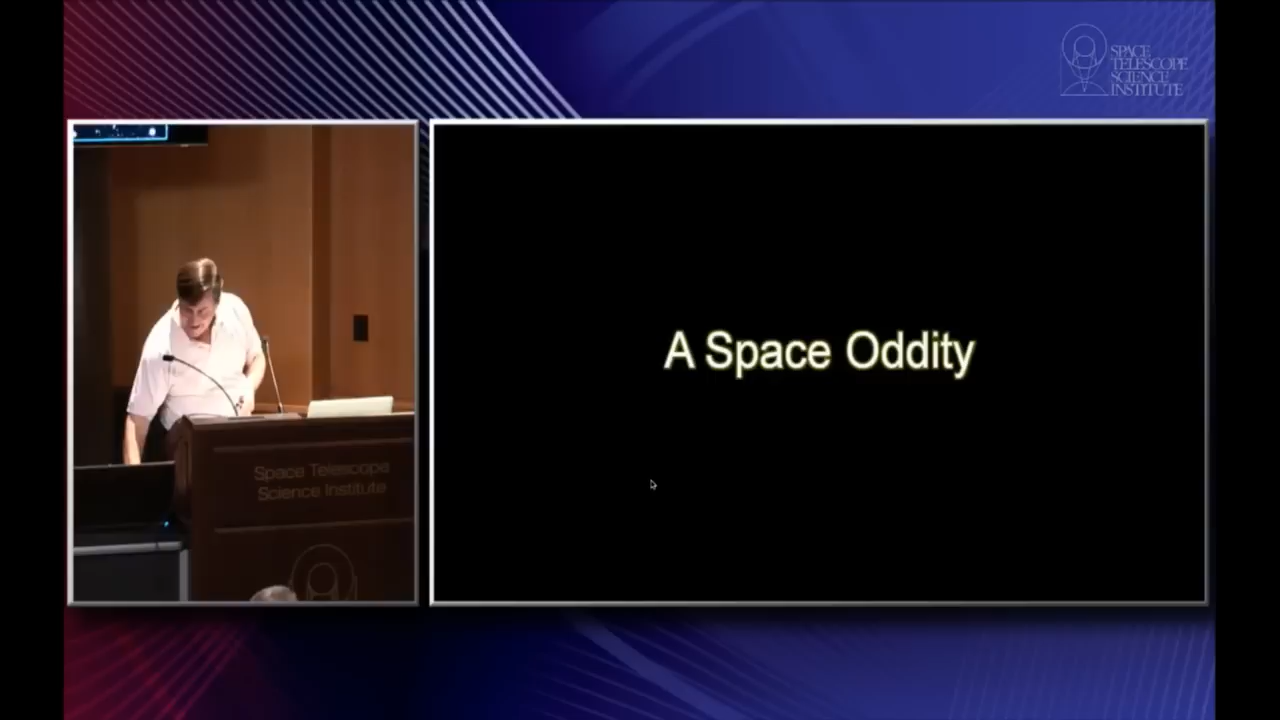 SPACE
TELESCOPE
SCIENCE
INSTITUTE
A Space Oddity
Space Telescope
Science Institute